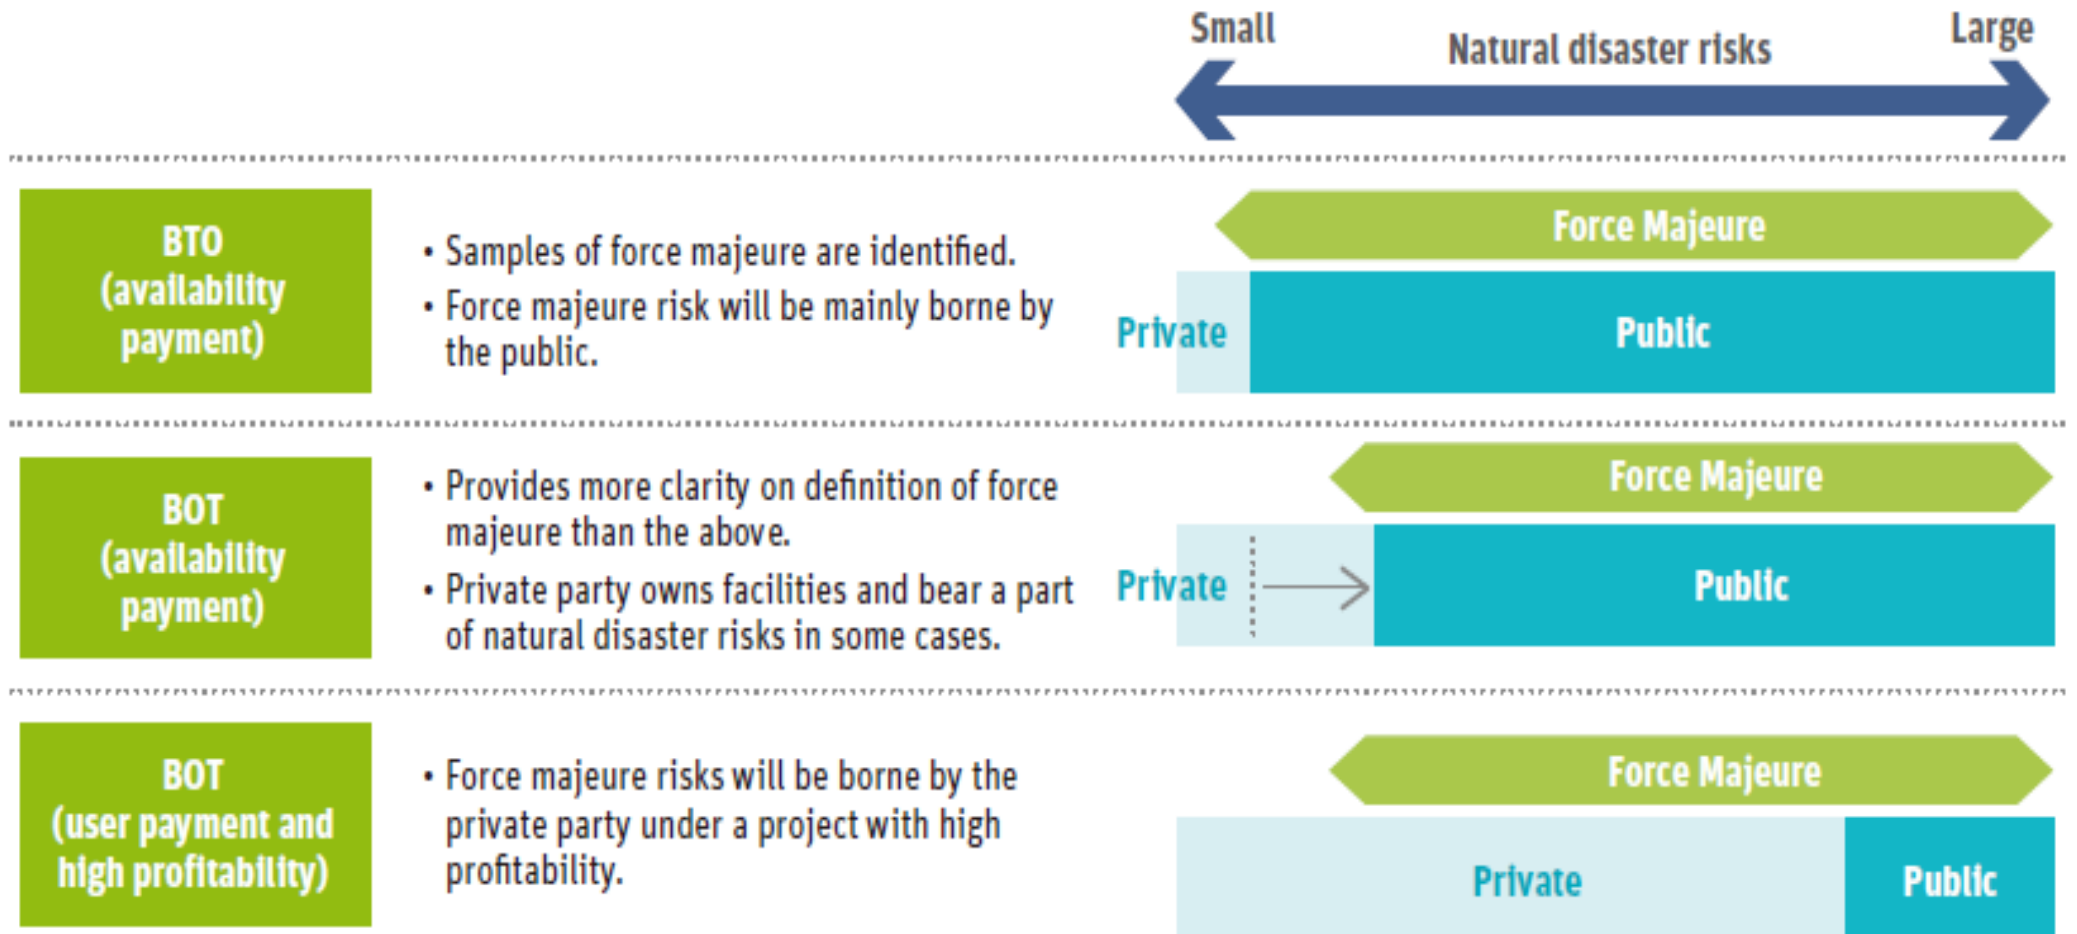 Small
Natural disaster risks
Large
BTO
(availability
payment)
• Samples of force majeure are identified.
• Force majeure risk will be mainly borne by
the public.
Force Majeure
Private
Public
BOT
(availability
payment)
• Provides more clarity on definition of force
majeure than the above.
• Private party owns facilities and bear a part
of natural disaster risks in some cases.
Force Majeure
Private
Public
BOT
(user payment and
high profitability)
• Force majeure risks will be borne by the
private party under a project with high
profitability.
Force Majeure
Private
Public